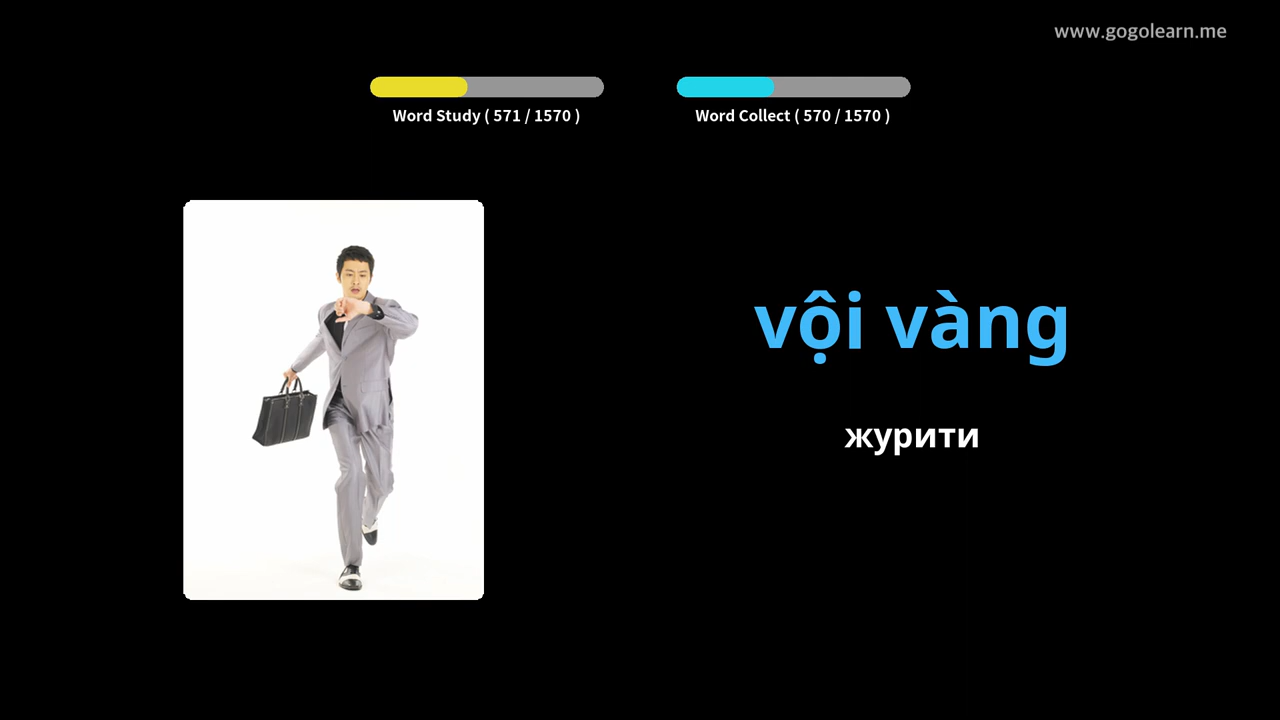 www.gogolearn.me
Word Study ( 571 / 1570 )
Word Collect ( 570 / 1570 )
vội vàng
журити